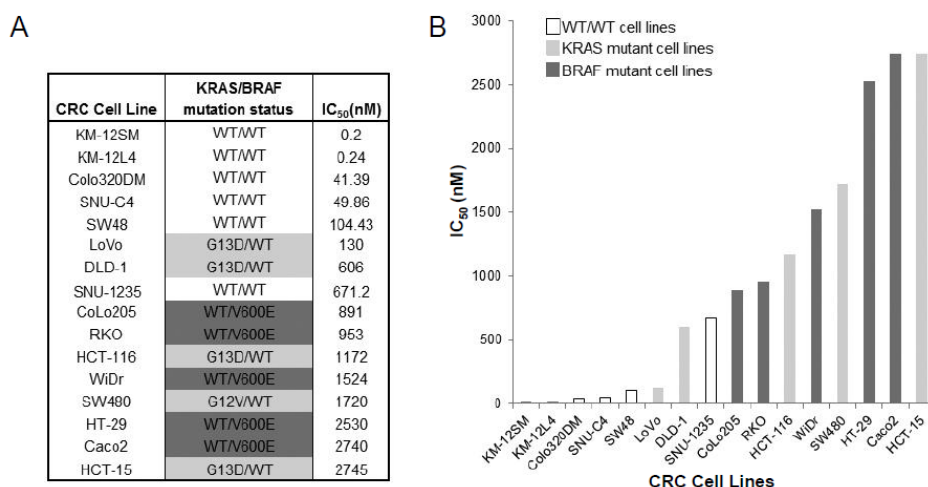 A
CRC Cell Line KRAS/BRAF mutation status IC50(nM)
KM-12SM WT/WT 0.2
KM-12L4 WT/WT 0.24
Colo320DM WT/WT 41.39
SNU-C4 WT/WT 49.86
SW48 WT/WT 104.43
LoVo G13D/WT 130
DLD-1 G13D/WT 606
SNU-1235 WT/WT 671.2
CoLo205 WT/V600E 891
RKO WT/V600E 953
HCT-116 G13D/WT 1172
WiDr WT/V600E 1524
SW480 G12V/WT 1720
HT-29 WT/V600E 2530
Caco2 WT/V600E 2740
HCT-15 G13D/WT 2745
B
WT/WT cell lines
KRAS mutant cell lines
BRAF mutant cell lines
IC50 (nM)
3000
2500
2000
1500
1000
500
0
KM-12SM
KM-12L4
Colo320DM
SNU-C4
SW48
LoVo
DLD-1
SNU-1235
CoLo205
RKO
HCT-116
WiDr
SW480
HT-29
Caco2
HCT-15
CRC Cell Lines